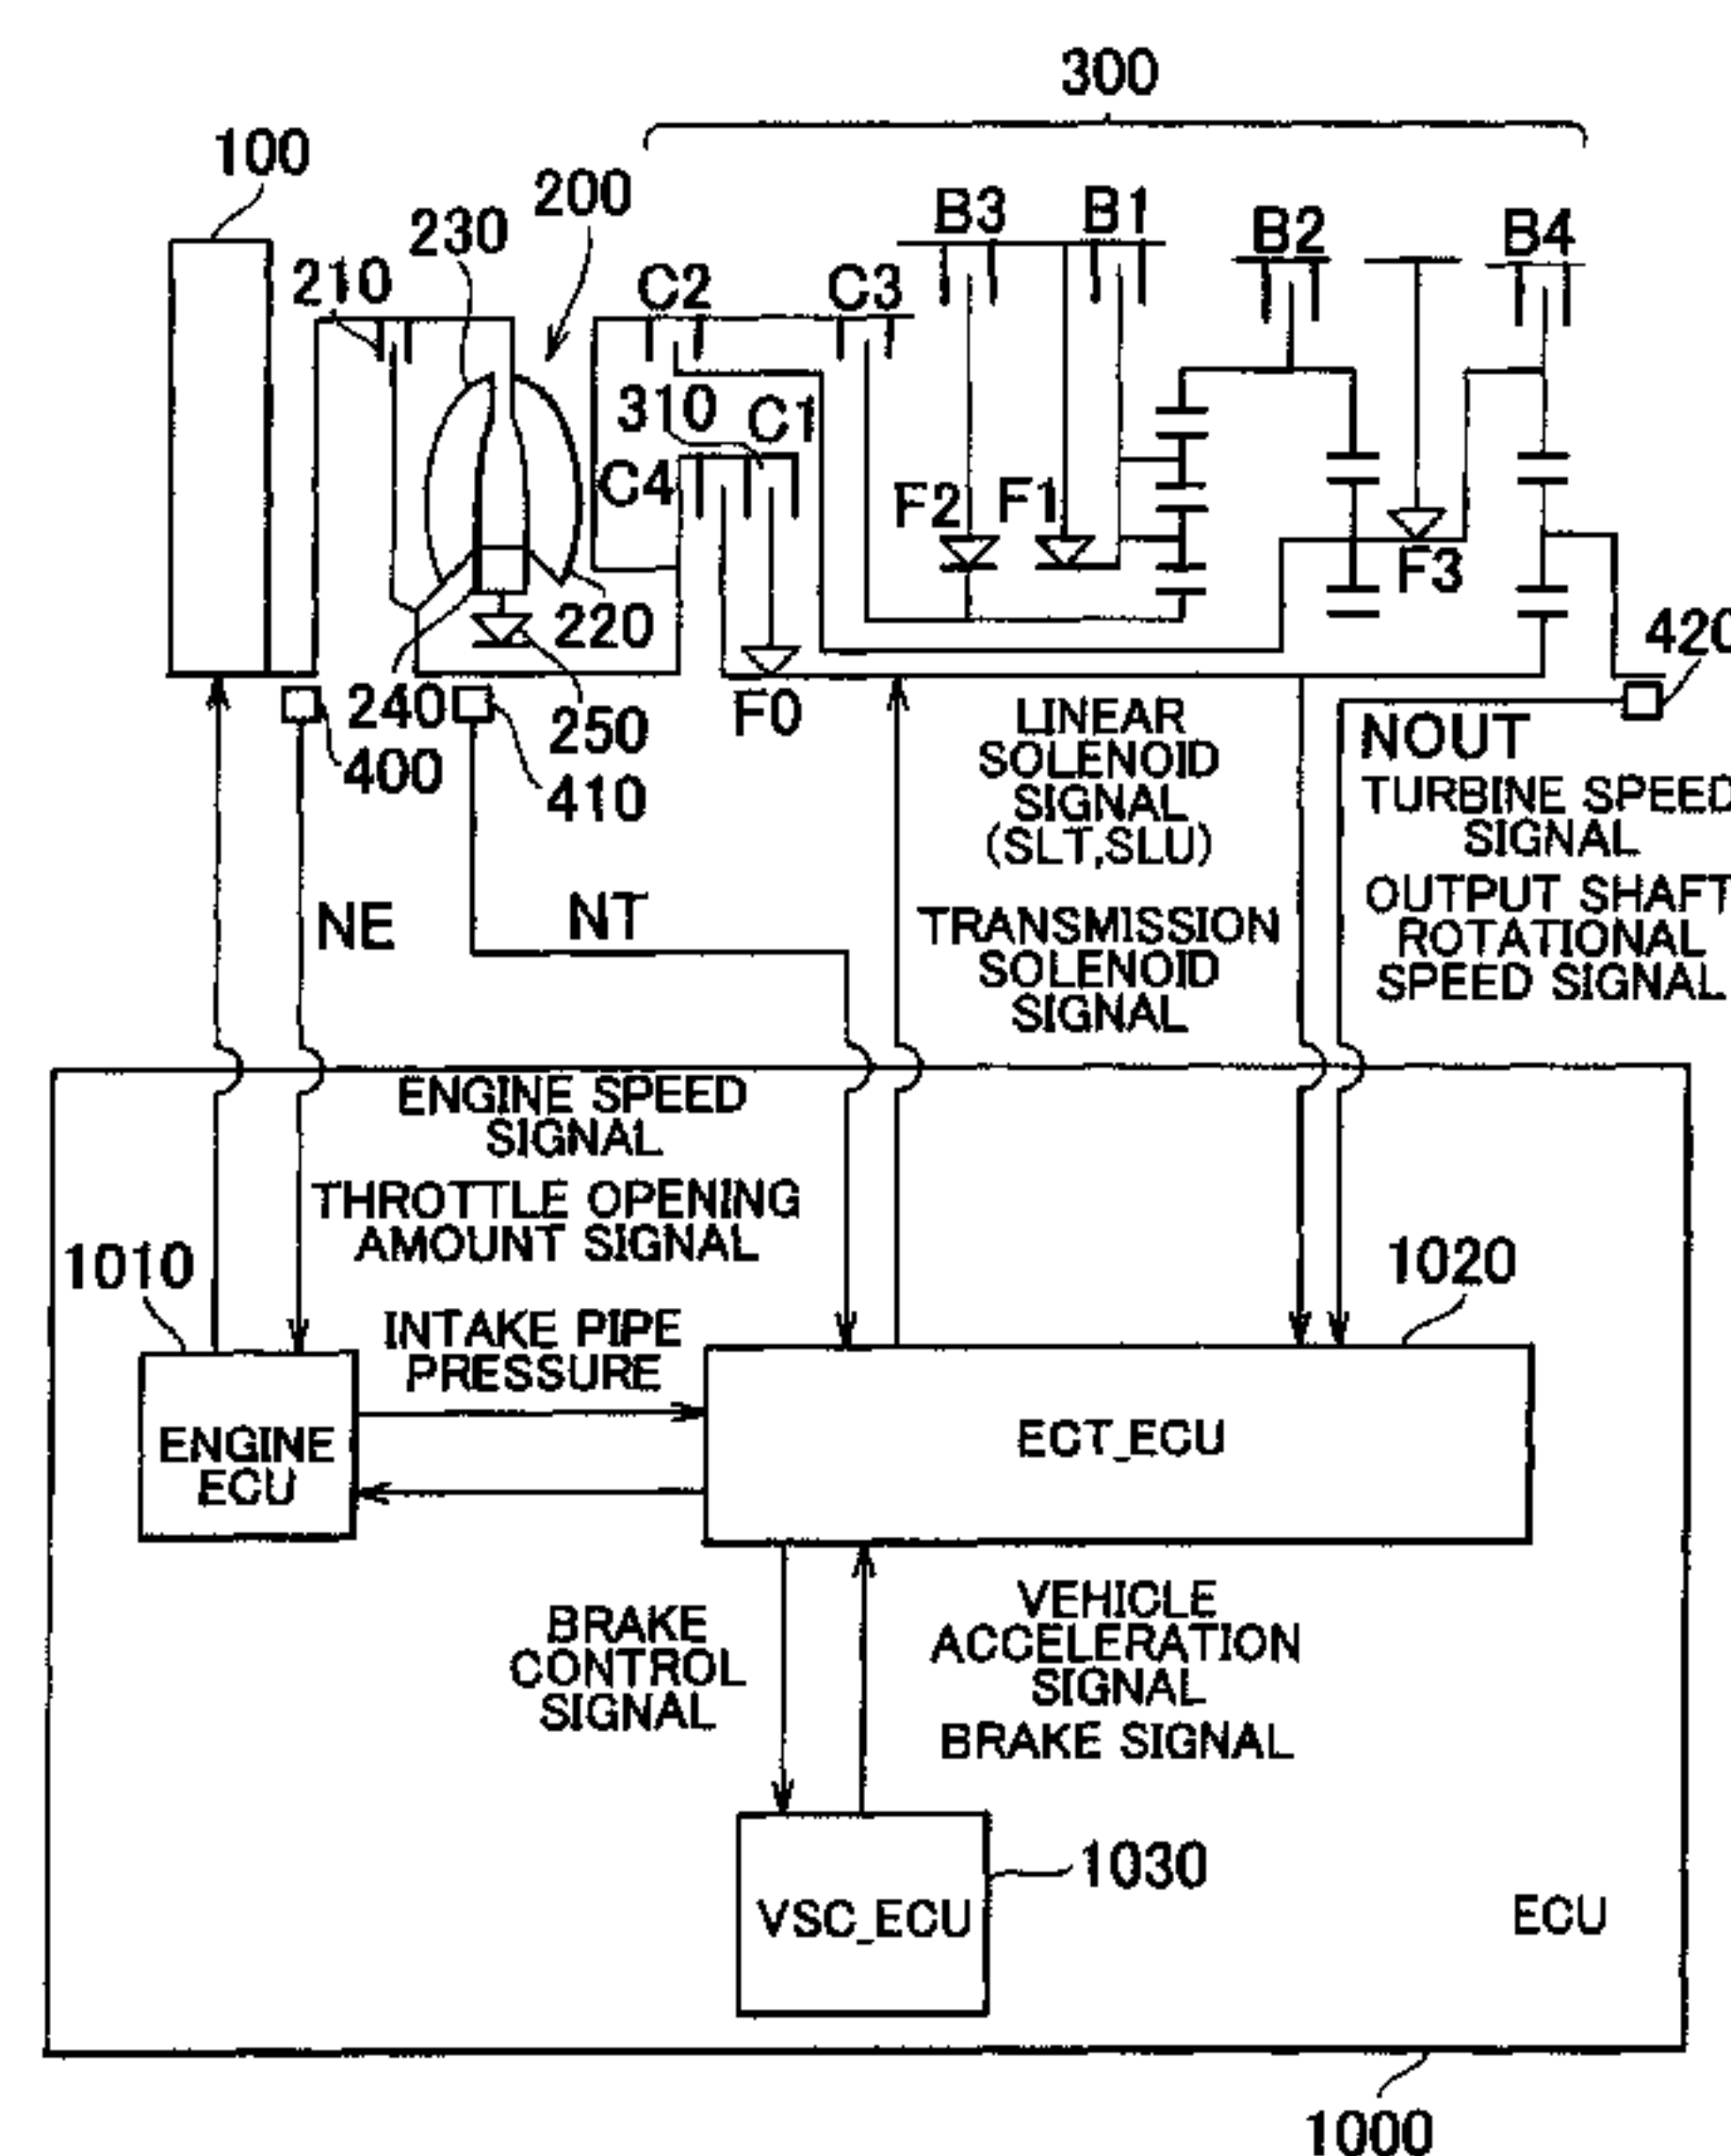 300
100
200
230
210
B3
B1
B2
B4
C2
C3
310
C1
C4
F2
F1
F3
220
240
250
F0
400
410
420
NE
NT
LINEAR
SOLENOID
SIGNAL
(SLT,SLU)
TRANSMISSION
SOLENOID
SIGNAL
NOUT
TURBINE SPEED
SIGNAL
OUTPUT SHAFT
ROTATIONAL
SPEED SIGNAL
ENGINE SPEED
SIGNAL
THROTTLE OPENING
AMOUNT SIGNAL
1010
1020
INTAKE PIPE
PRESSURE
ENGINE
ECU
ECT_ECU
BRAKE
CONTROL
SIGNAL
VEHICLE
ACCELERATION
SIGNAL
BRAKE SIGNAL
1030
VSC_ECU
ECU
1000